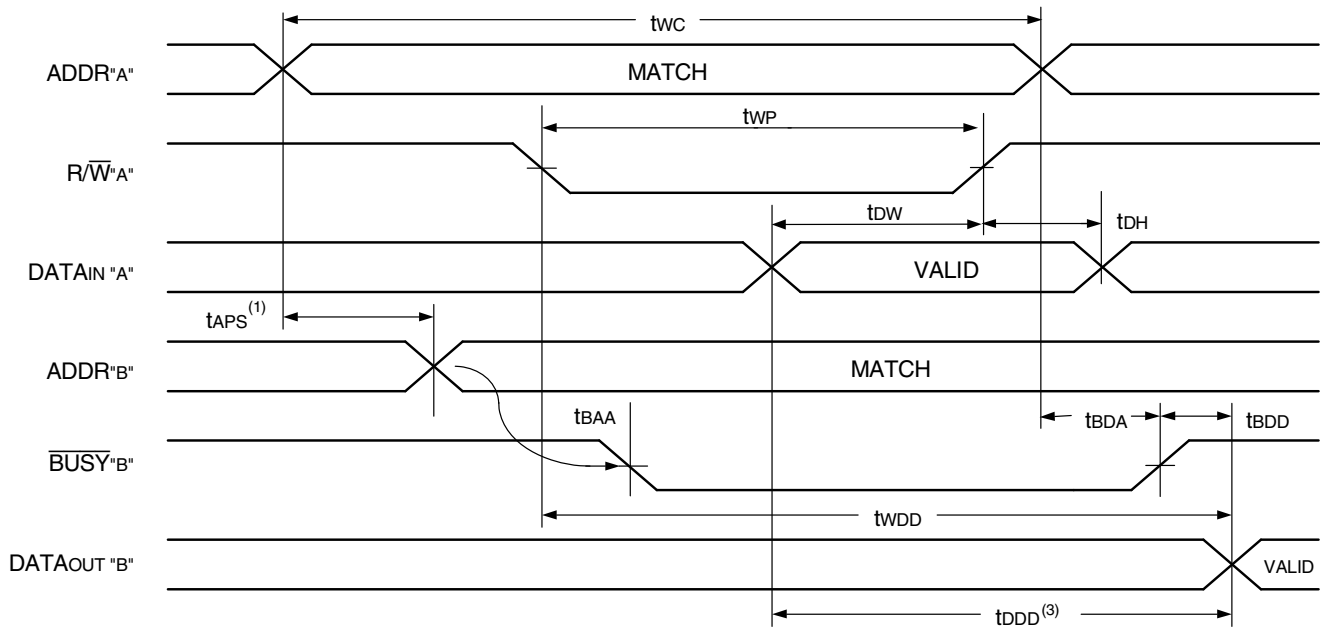 tWC
ADDR"A"
MATCH
tWP
R/W̅"A"
tDW
tDH
DATAIN "A"
VALID
tAPS(1)
ADDR"B"
MATCH
tBAA
tBDA
tBDD
B̅U̅S̅Y̅"B"
tWDD
DATAOUT "B"
VALID
tDDD(3)